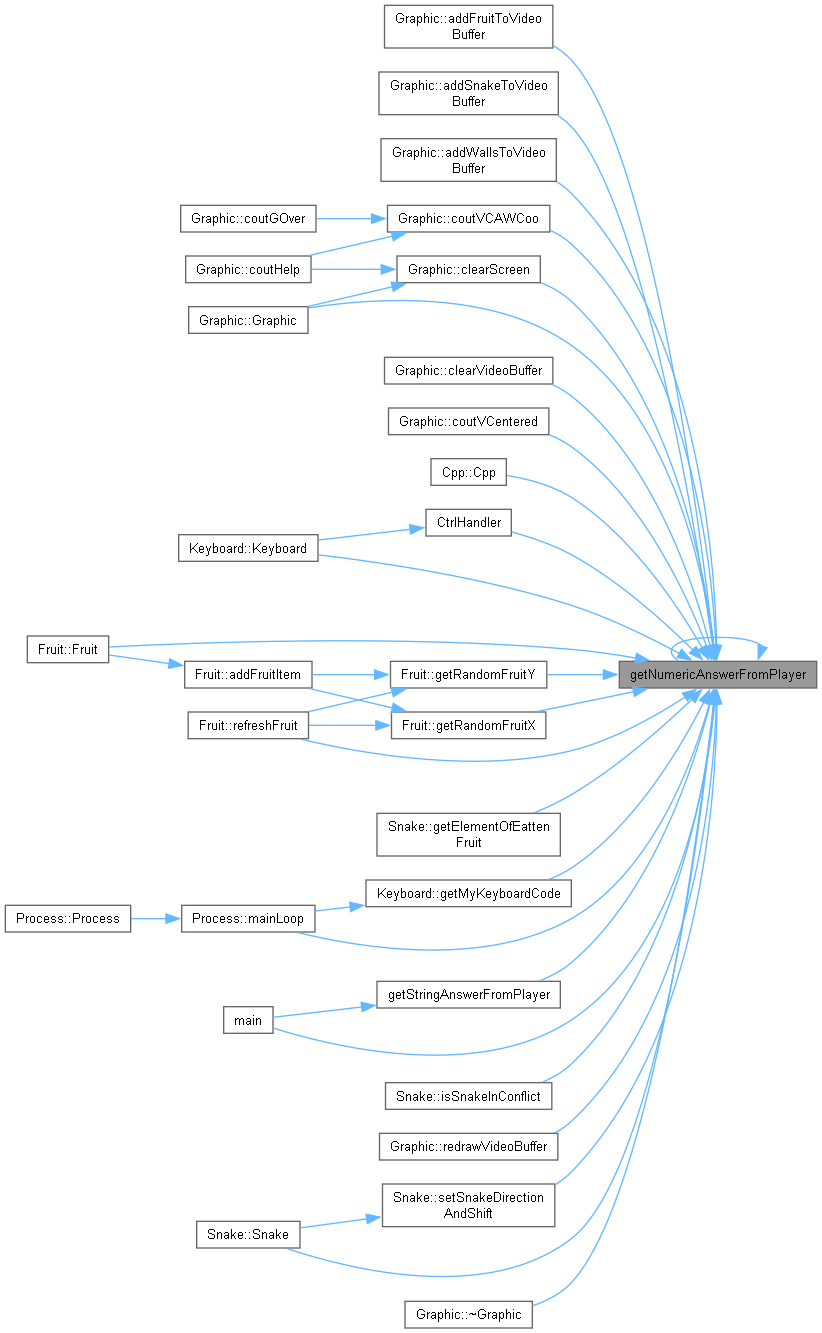 Graphic::addFruitToVideo
Buffer
Graphic::addSnakeToVideo
Buffer
Graphic::addWallsToVideo
Buffer
Graphic::coutGOver
Graphic::coutVCAWCoo
Graphic::coutHelp
Graphic::clearScreen
Graphic::Graphic
Graphic::clearVideoBuffer
Graphic::coutVCentered
Cpp::Cpp
CtrlHandler
Keyboard::Keyboard
Fruit::Fruit
Fruit::addFruitItem
Fruit::getRandomFruitY
getNumericAnswerFromPlayer
Fruit::refreshFruit
Fruit::getRandomFruitX
Snake::getElementOfEatten
Fruit
Keyboard::getMyKeyboardCode
Process::Process
Process::mainLoop
getStringAnswerFromPlayer
main
Snake::isSnakeInConflict
Graphic::redrawVideoBuffer
Snake::setSnakeDirection
AndShift
Snake::Snake
Graphic::~Graphic